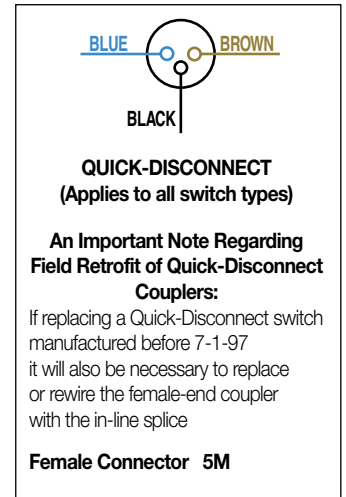 BLUE BROWN
BLACK
QUICK-DISCONNECT
(Applies to all switch types)
An Important Note Regarding
Field Retrofit of Quick-Disconnect
Couplers:
If replacing a Quick-Disconnect switch
manufactured before 7-1-97
it will also be necessary to replace
or rewire the female-end coupler
with the in-line splice
Female Connector 5M